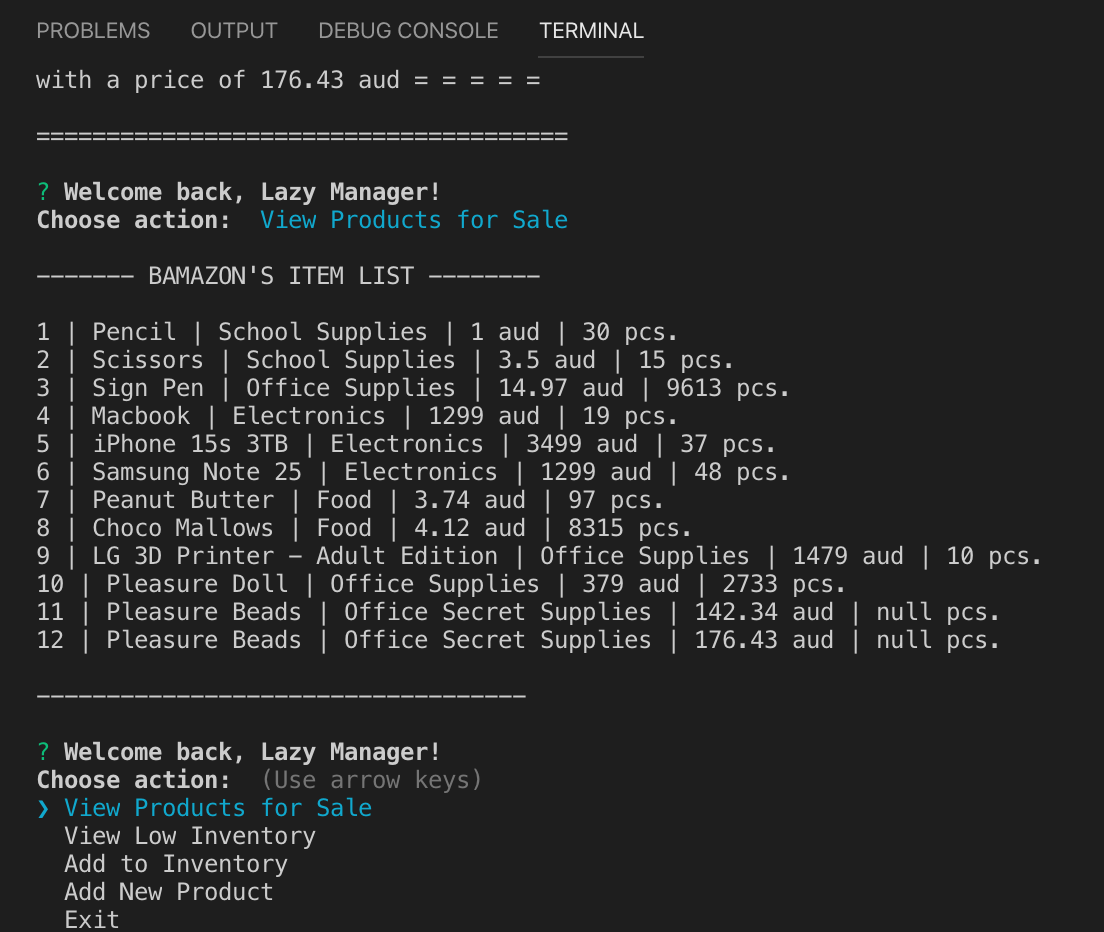 PROBLEMS OUTPUT DEBUG CONSOLE TERMINAL
with a price of 176.43 aud = = = = =
======================================
? Welcome back, Lazy Manager!
Choose action:  View Products for Sale
------- BAMAZON'S ITEM LIST --------
1 | Pencil | School Supplies | 1 aud | 30 pcs.
2 | Scissors | School Supplies | 3.5 aud | 15 pcs.
3 | Sign Pen | Office Supplies | 14.97 aud | 9613 pcs.
4 | Macbook | Electronics | 1299 aud | 19 pcs.
5 | iPhone 15s 3TB | Electronics | 3499 aud | 37 pcs.
6 | Samsung Note 25 | Electronics | 1299 aud | 48 pcs.
7 | Peanut Butter | Food | 3.74 aud | 97 pcs.
8 | Choco Mallows | Food | 4.12 aud | 8315 pcs.
9 | LG 3D Printer - Adult Edition | Office Supplies | 1479 aud | 10 pcs.
10 | Pleasure Doll | Office Supplies | 379 aud | 2733 pcs.
11 | Pleasure Beads | Office Secret Supplies | 142.34 aud | null pcs.
12 | Pleasure Beads | Office Secret Supplies | 176.43 aud | null pcs.
-----------------------------------
? Welcome back, Lazy Manager!
Choose action:  (Use arrow keys)
❯ View Products for Sale
  View Low Inventory
  Add to Inventory
  Add New Product
  Exit